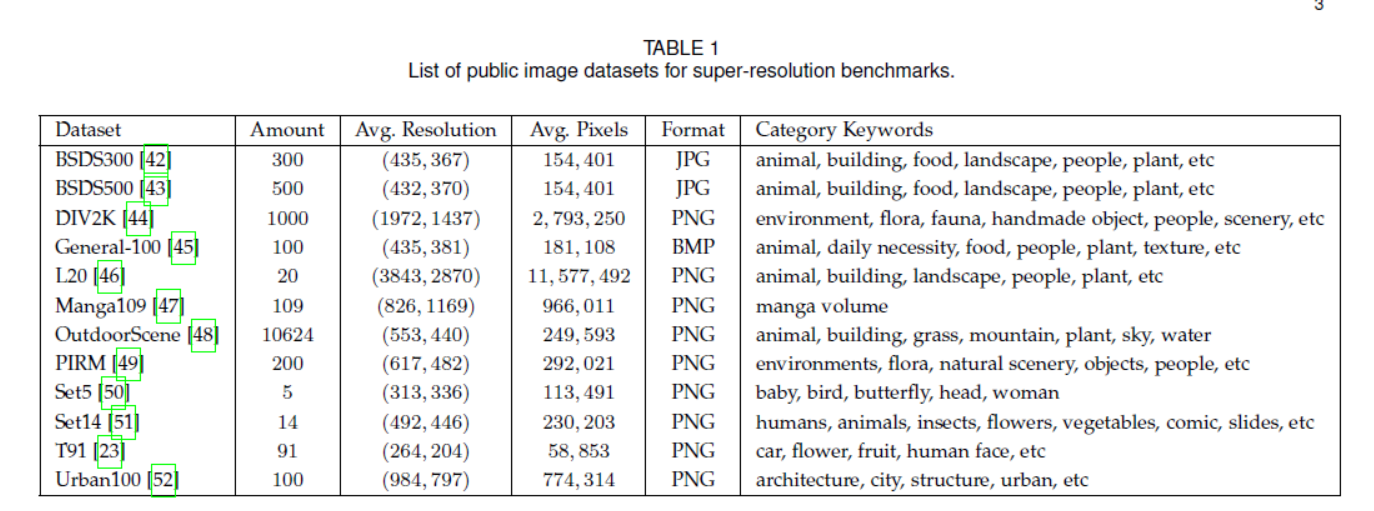 3
TABLE 1
List of public image datasets for super-resolution benchmarks.
Dataset Amount Avg. Resolution Avg. Pixels Format Category Keywords
BSDS300 [42] 300 (435, 367) 154, 401 JPG animal, building, food, landscape, people, plant, etc
BSDS500 [43] 500 (432, 370) 154, 401 JPG animal, building, food, landscape, people, plant, etc
DIV2K [44] 1000 (1972, 1437) 2, 793, 250 PNG environment, flora, fauna, handmade object, people, scenery, etc
General-100 [45] 100 (435, 381) 181, 108 BMP animal, daily necessity, food, people, plant, texture, etc
L20 [46] 20 (3843, 2870) 11, 577, 492 PNG animal, building, landscape, people, plant, etc
Manga109 [47] 109 (826, 1169) 966, 011 PNG manga volume
OutdoorScene [48] 10624 (553, 440) 249, 593 PNG animal, building, grass, mountain, plant, sky, water
PIRM [49] 200 (617, 482) 292, 021 PNG environments, flora, natural scenery, objects, people, etc
Set5 [50] 5 (313, 336) 113, 491 PNG baby, bird, butterfly, head, woman
Set14 [51] 14 (492, 446) 230, 203 PNG humans, animals, insects, flowers, vegetables, comic, slides, etc
T91 [23] 91 (264, 204) 58, 853 PNG car, flower, fruit, human face, etc
Urban100 [52] 100 (984, 797) 774, 314 PNG architecture, city, structure, urban, etc